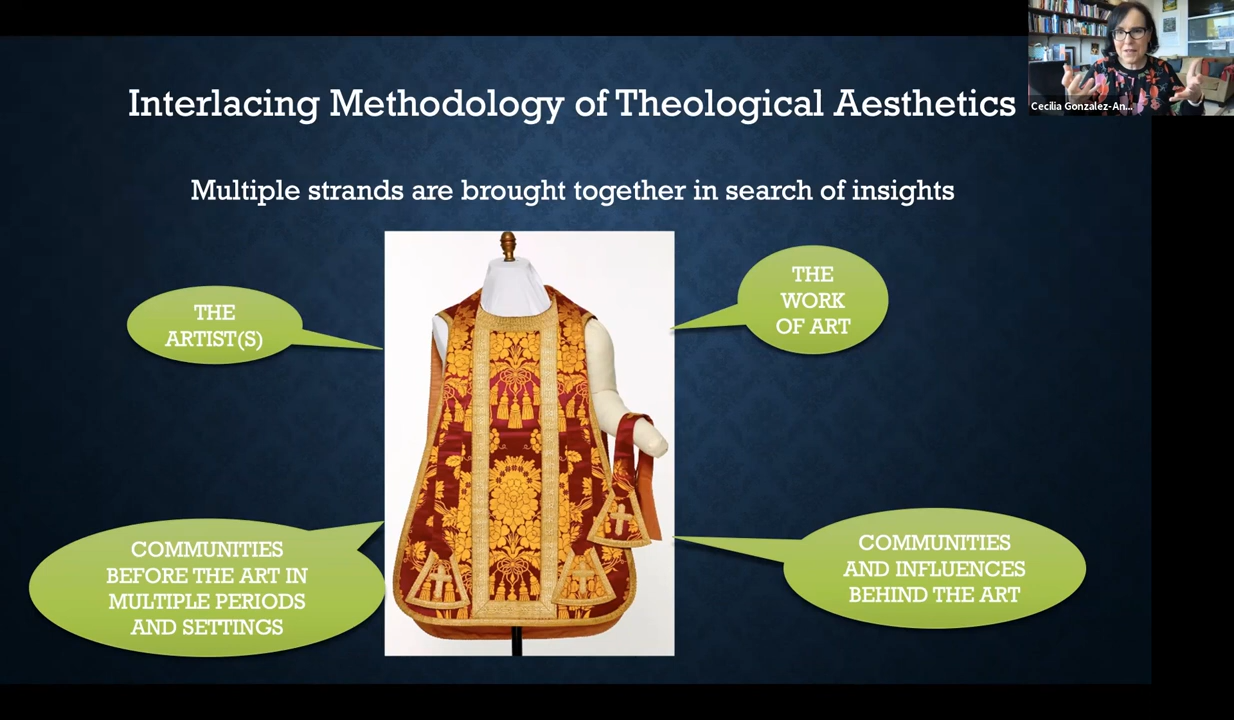 Interlacing Methodology of Theological Aesthetics
Cecilia Gonzalez-An...
Multiple strands are brought together in search of insights
THE
ARTIST(S)
THE
WORK
OF ART
COMMUNITIES
BEFORE THE ART IN
MULTIPLE PERIODS
AND SETTINGS
COMMUNITIES
AND INFLUENCES
BEHIND THE ART